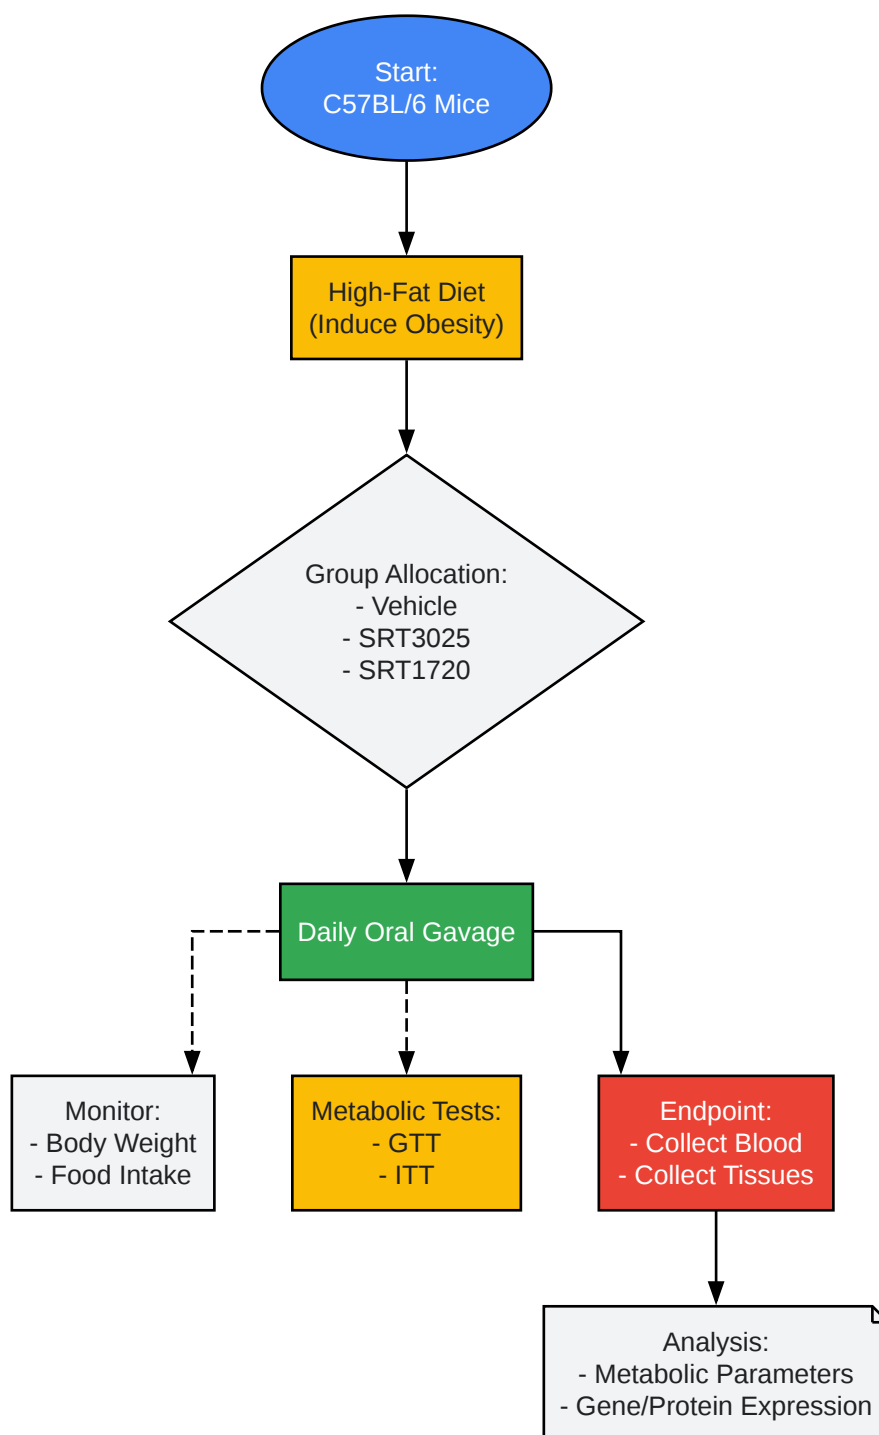 Start:
C57BL/6 Mice
High-Fat Diet
(Induce Obesity)
Group Allocation:
- Vehicle
- SRT3025
- SRT1720
Daily Oral Gavage
Monitor:
- Body Weight
- Food Intake
Metabolic Tests:
- GTT
- ITT
Endpoint:
- Collect Blood
- Collect Tissues
Analysis:
- Metabolic Parameters
- Gene/Protein Expression